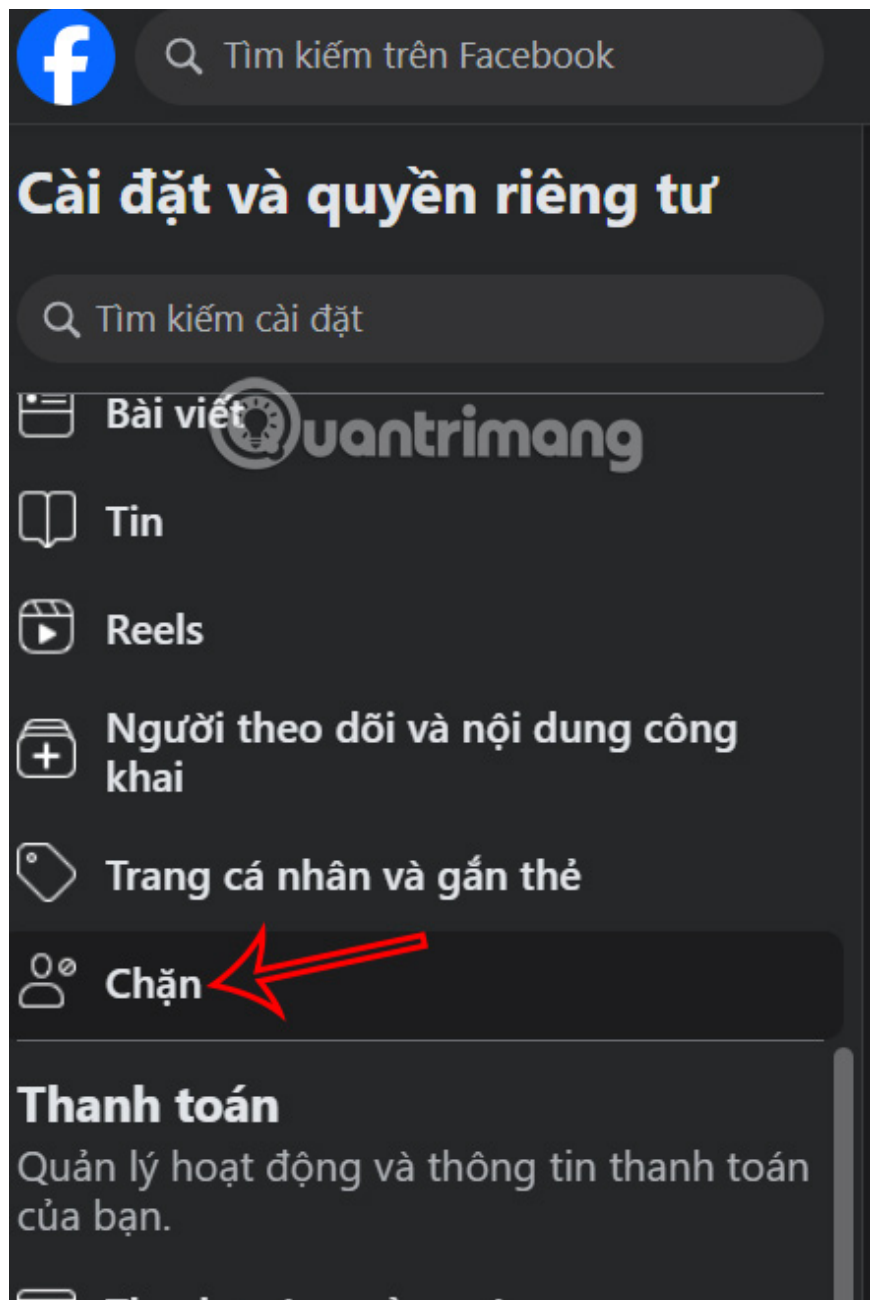 Tìm kiếm trên Facebook
Cài đặt và quyền riêng tư
Tìm kiếm cài đặt
Bài viết
Quantrimang
Tin
Reels
Người theo dõi và nội dung công
khai
Trang cá nhân và gắn thẻ
Chặn
Thanh toán
Quản lý hoạt động và thông tin thanh toán
của bạn.